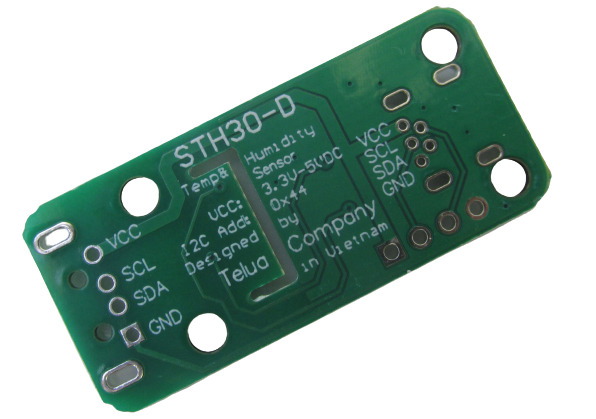 STH30-D
Temp& Humidity
Sensor
VCC: 3.3V-5VDC
I2C Add: 0x44
Designed by
Telua Company
in Vietnam
VCC
SCL
SDA
GND
VCC
SCL
SDA
GND